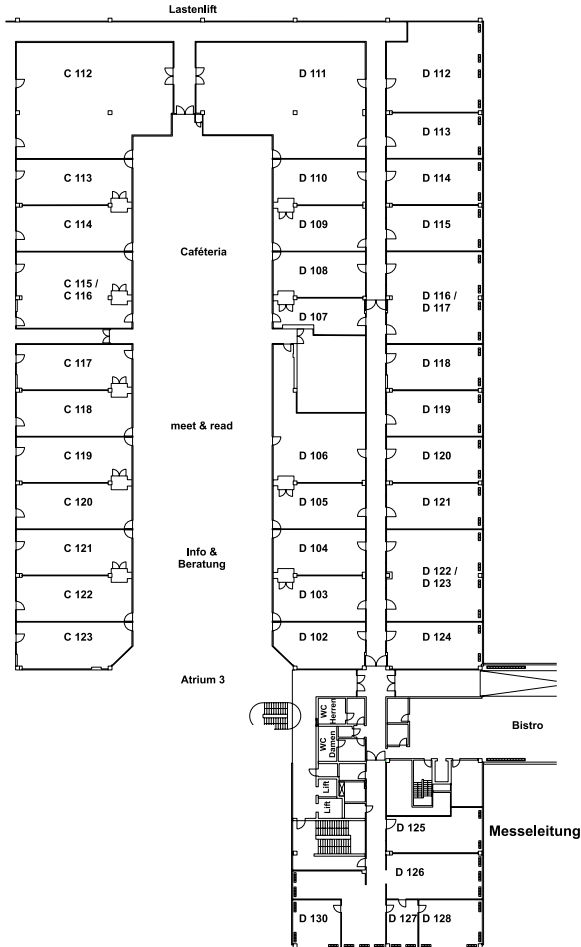 Lastenlift
C 112
D 111
D 112
D 113
C 113
D 110
D 114
C 114
D 109
D 115
Caféteria
D 108
C 115 /
C 116
D 116 /
D 117
D 107
C 117
D 118
C 118
D 119
meet & read
C 119
D 106
D 120
C 120
D 105
D 121
C 121
Info &
Beratung
D 104
D 122 /
D 123
C 122
D 103
C 123
D 102
D 124
Atrium 3
WC
Herren
Bistro
WC
Damen
Lift
Lift
D 125
Messeleitung
D 126
D 130
D 127
D 128